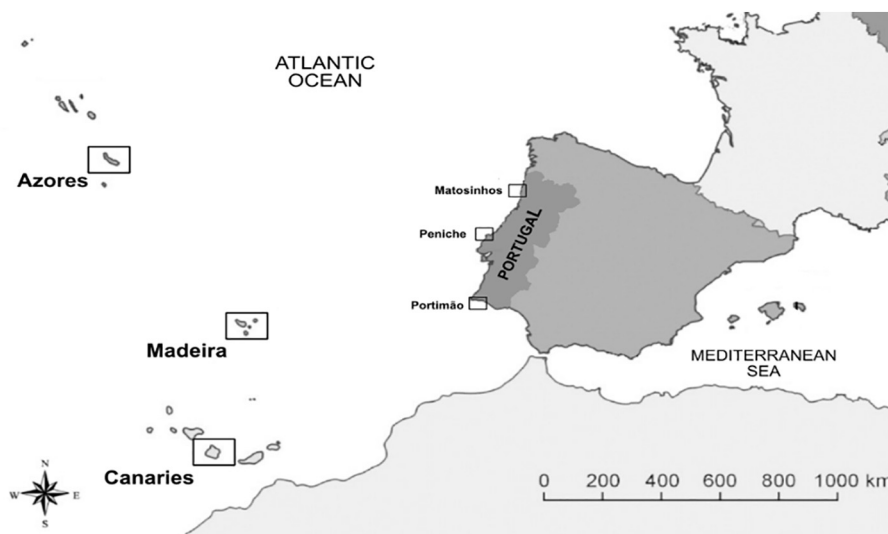 ATLANTIC
OCEAN
Azores
Matosinhos
Peniche
PORTUGAL
Portimão
Madeira
MEDITERRANEAN
SEA
Canaries
N
W
E
S
0 200 400 600 800 1000 km